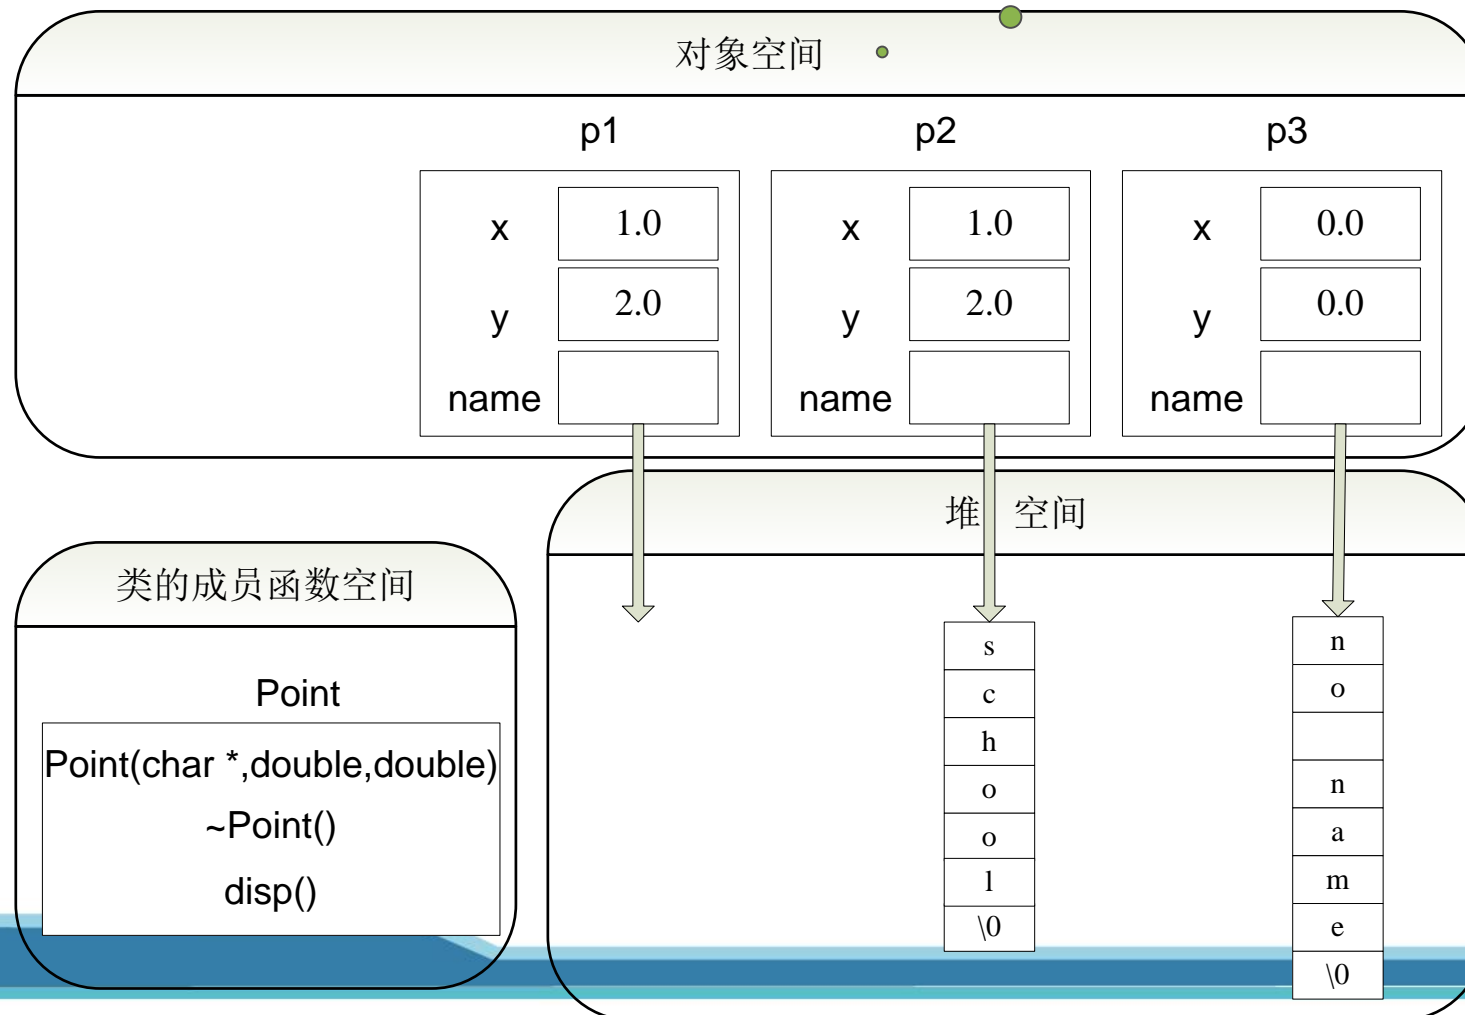 对象空间
p1 p2 p3
x 1.0 x 1.0 x 0.0
y 2.0 y 2.0 y 0.0
name name name
堆 空间
类的成员函数空间
Point
Point(char *,double,double)
~Point()
disp()
s
c
h
o
o
l
\0
n
o
n
a
m
e
\0